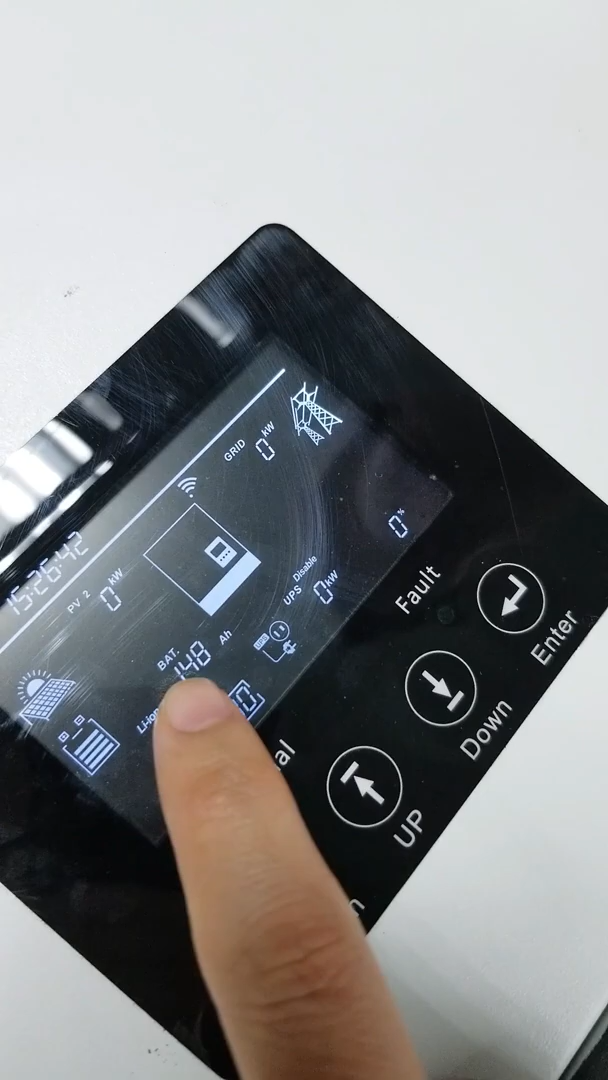 15:26:42
GRID 0 kW
PV 2 0 kW
BAT. 148 Ah
Li-ion
UPS Disable
0 kW
0 %
Fault
Enter
Down
UP